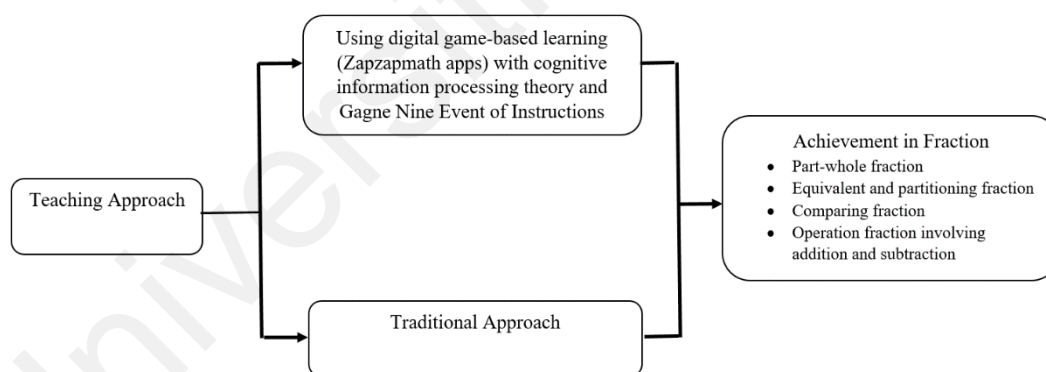 Using digital game-based learning
(Zapzapmath apps) with cognitive
information processing theory and
Gagne Nine Event of Instructions
Teaching Approach
Traditional Approach
Achievement in Fraction
• Part-whole fraction
• Equivalent and partitioning fraction
• Comparing fraction
• Operation fraction involving
addition and subtraction